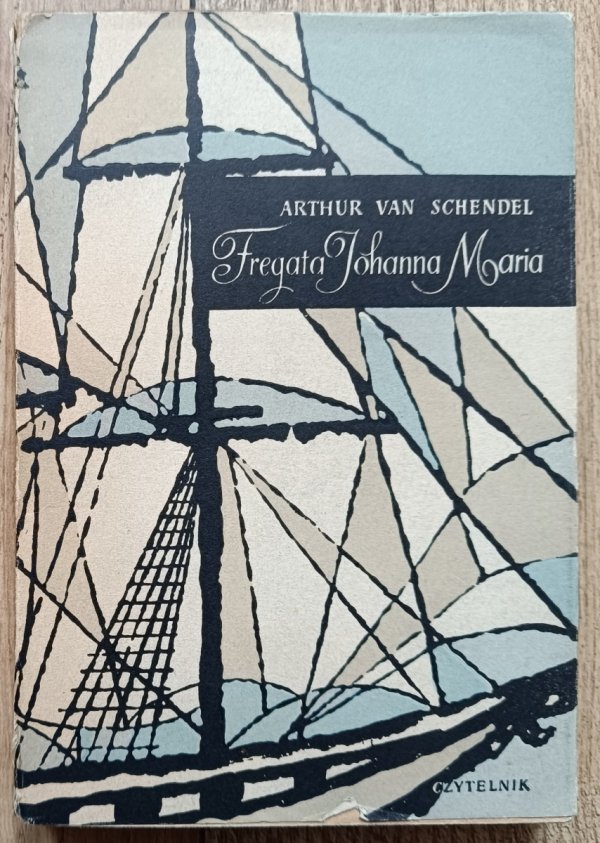 ARTHUR VAN SCHENDEL
Fregata Johanna Maria
CZYTELNIK